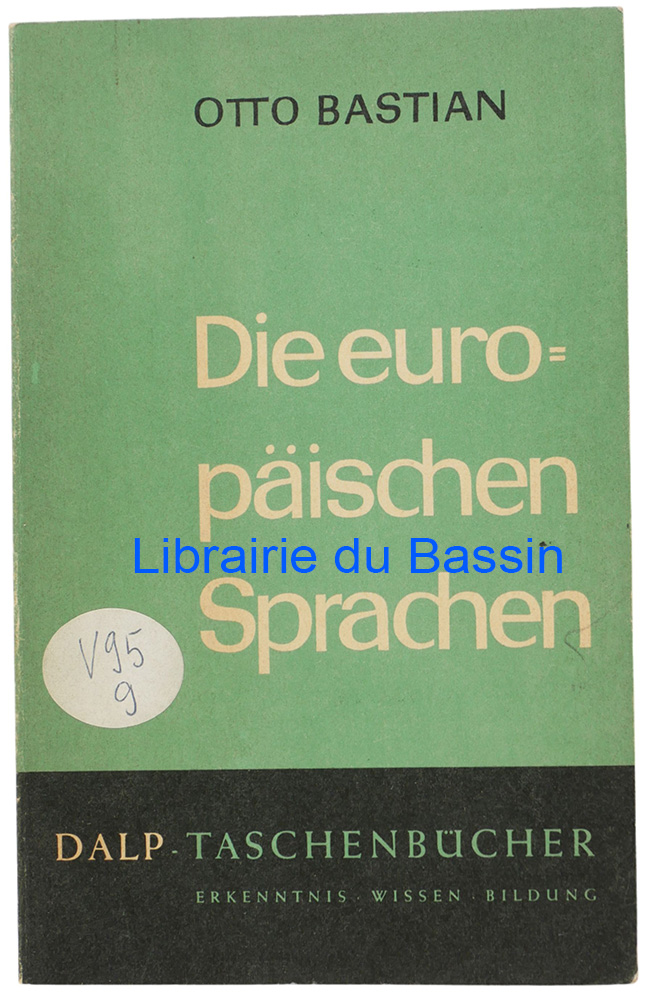 OTTO BASTIAN
Die euro=
päischen
Librairie du Bassin
Sprachen
V95
9
DALP-TASCHENBÜCHER
ERKENNTNIS · WISSEN · BILDUNG